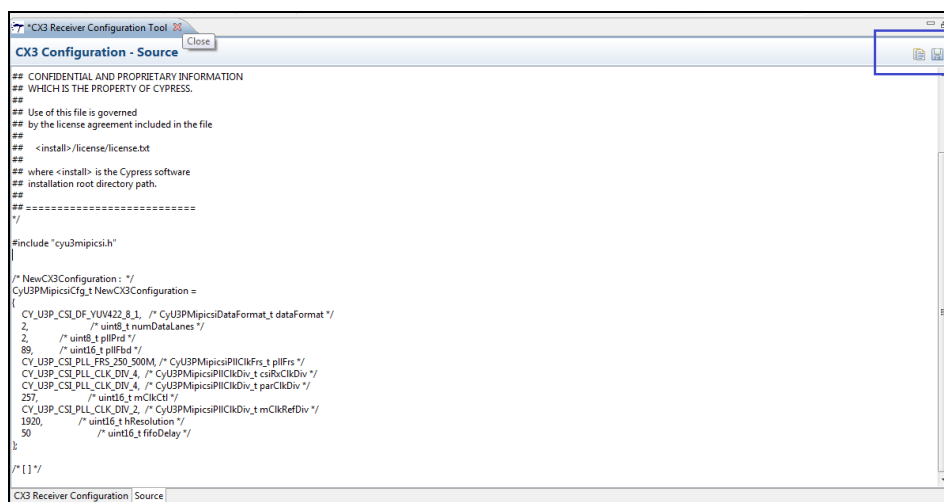 *CX3 Receiver Configuration Tool
Close
CX3 Configuration - Source
## CONFIDENTIAL AND PROPRIETARY INFORMATION
## WHICH IS THE PROPERTY OF CYPRESS.
##
## Use of this file is governed
## by the license agreement included in the file
##
## <install>/license/license.txt
##
## where <install> is the Cypress software
## installation root directory path.
##
## ===========================
*/
#include "cyu3mipicsi.h"
/* NewCX3Configuration : */
CyU3PMipicsiCfg_t NewCX3Configuration =
{
CY_U3P_CSI_DF_YUV422_8_1, /* CyU3PMipicsiDataFormat_t dataFormat */
2, /* uint8_t numDataLanes */
2, /* uint8_t pllPrd */
89, /* uint16_t pllFbd */
CY_U3P_CSI_PLL_FRS_250_500M, /* CyU3PMipicsiPllClkFrs_t pllFrs */
CY_U3P_CSI_PLL_CLK_DIV_4, /* CyU3PMipicsiPllClkDiv_t csiRxClkDiv */
CY_U3P_CSI_PLL_CLK_DIV_4, /* CyU3PMipicsiPllClkDiv_t parClkDiv */
257, /* uint16_t mClkCtl */
CY_U3P_CSI_PLL_CLK_DIV_2, /* CyU3PMipicsiPllClkDiv_t mClkRefDiv */
1920, /* uint16_t hResolution */
50 /* uint16_t fifoDelay */
};
/* [ ] */
CX3 Receiver Configuration Source